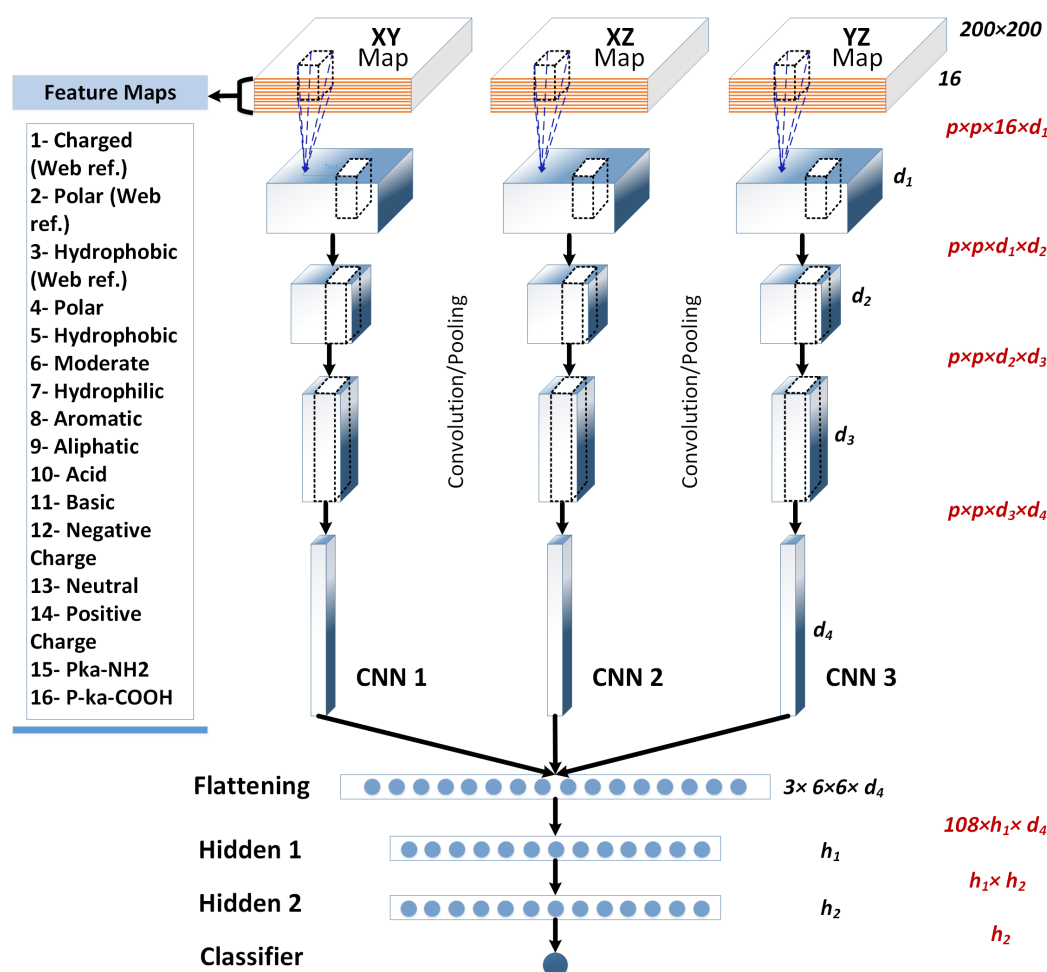 XY
Map
XZ
Map
YZ
Map
200×200
16
Feature Maps
p×p×16×d1
1- Charged
(Web ref.)
2- Polar (Web
ref.)
3- Hydrophobic
(Web ref.)
4- Polar
5- Hydrophobic
6- Moderate
7- Hydrophilic
8- Aromatic
9- Aliphatic
10- Acid
11- Basic
12- Negative
Charge
13- Neutral
14- Positive
Charge
15- Pka-NH2
16- P-ka-COOH
d1
p×p×d1×d2
d2
Convolution/Pooling
Convolution/Pooling
p×p×d2×d3
d3
p×p×d3×d4
d4
CNN 1
CNN 2
CNN 3
Flattening
3× 6×6× d4
108×h1× d4
Hidden 1
h1
h1× h2
Hidden 2
h2
h2
Classifier